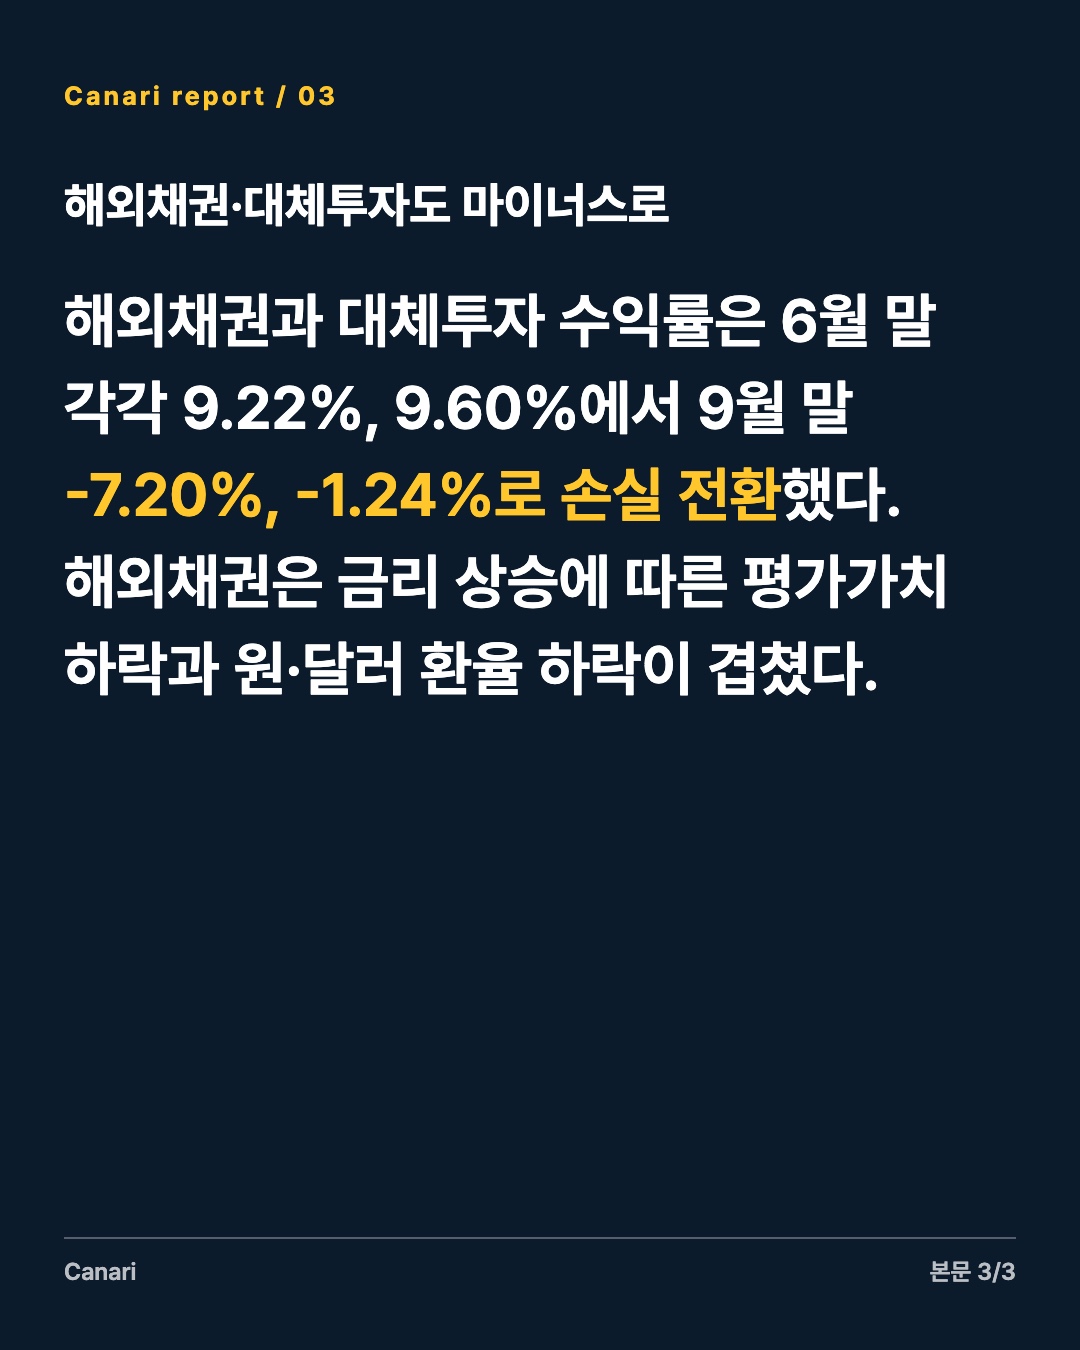 Canari report / 03
해외채권·대체투자도 마이너스로
해외채권과 대체투자 수익률은 6월 말
각각 9.22%, 9.60%에서 9월 말
-7.20%, -1.24%로 손실 전환했다.
해외채권은 금리 상승에 따른 평가가치
하락과 원·달러 환율 하락이 겹쳤다.
Canari
본문 3/3